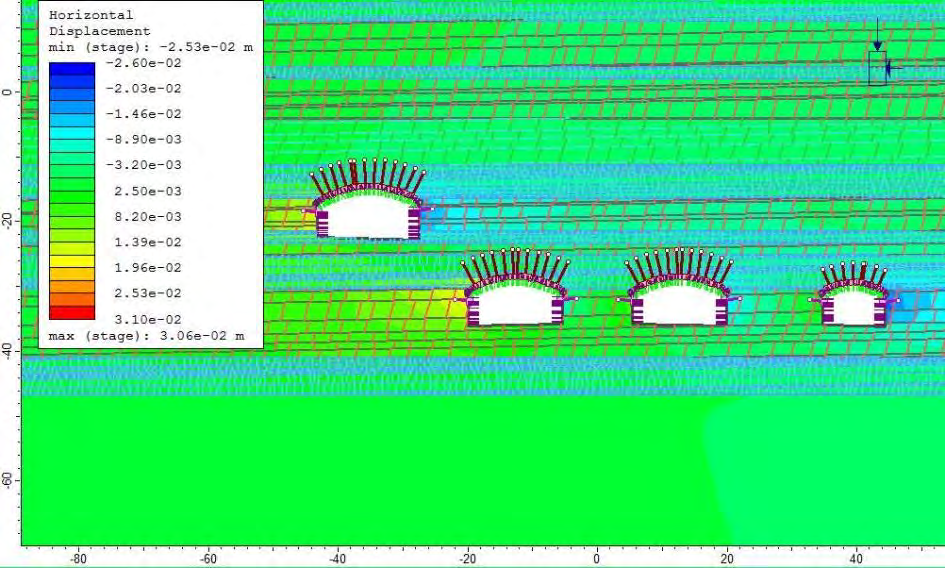 Horizontal
Displacement
min (stage): -2.53e-02 m
-2.60e-02
-2.03e-02
-1.46e-02
-8.90e-03
-3.20e-03
2.50e-03
8.20e-03
1.39e-02
1.96e-02
2.53e-02
3.10e-02
max (stage): 3.06e-02 m
0
-20
-40
-60
-80 -60 -40 -20 0 20 40